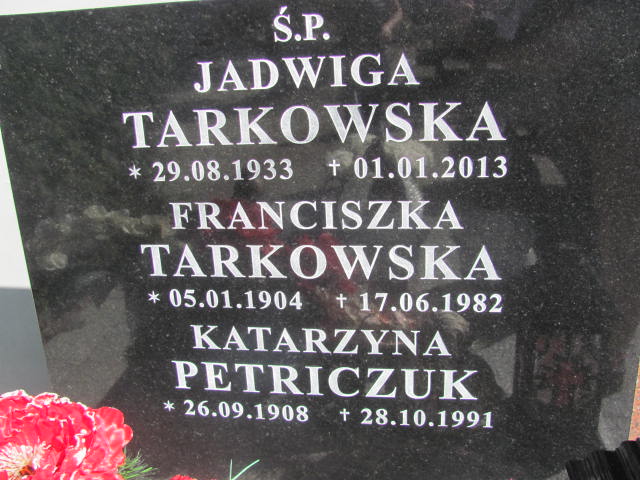 Ś.P.
JADWIGA
TARKOWSKA
* 29.08.1933 † 01.01.2013
FRANCISZKA
TARKOWSKA
* 05.01.1904 † 17.06.1982
KATARZYNA
PETRICZUK
* 26.09.1908 † 28.10.1991